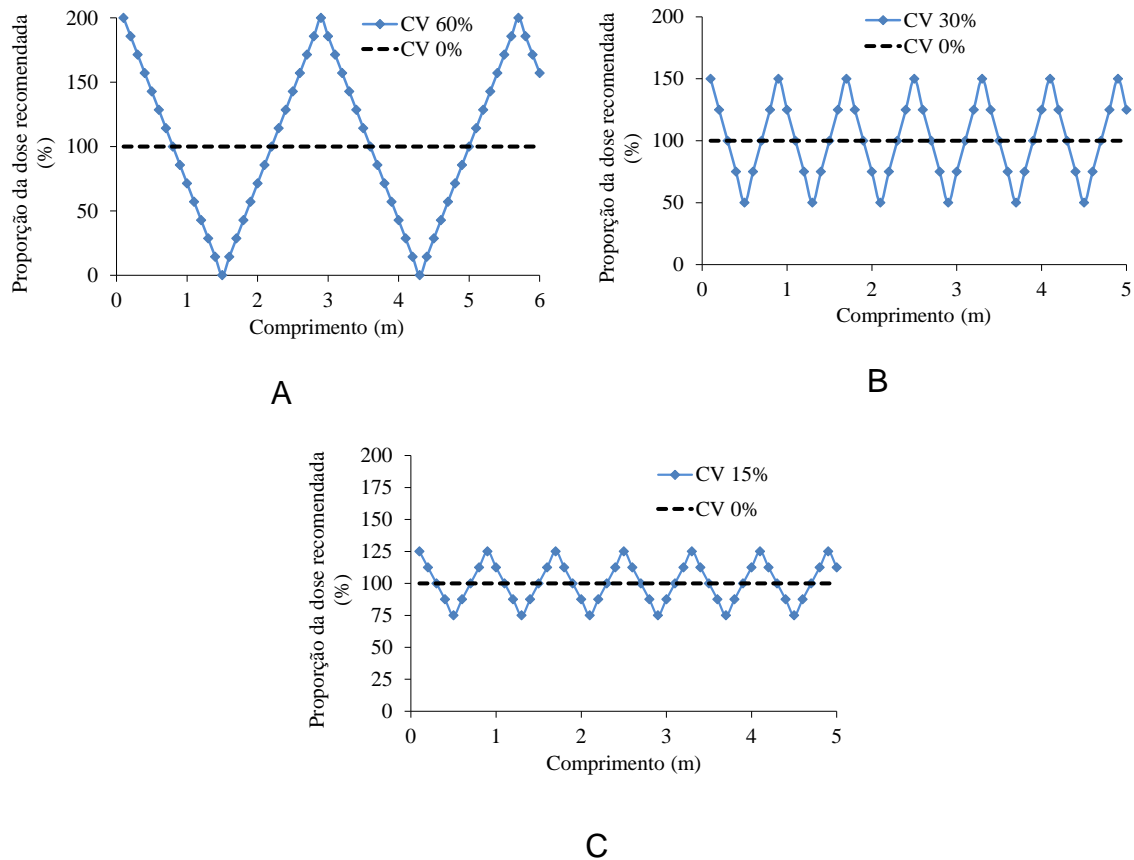 Proporção da dose recomendada
(%)
200
150
100
50
0
CV 60%
CV 0%
0 1 2 3 4 5 6
Comprimento (m)
A
Proporção da dose recomendada
(%)
200
150
100
50
0
CV 30%
CV 0%
0 1 2 3 4 5
Comprimento (m)
B
Proporção da dose recomendada
(%)
200
175
150
125
100
75
50
25
0
CV 15%
CV 0%
0 1 2 3 4 5
Comprimento (m)
C